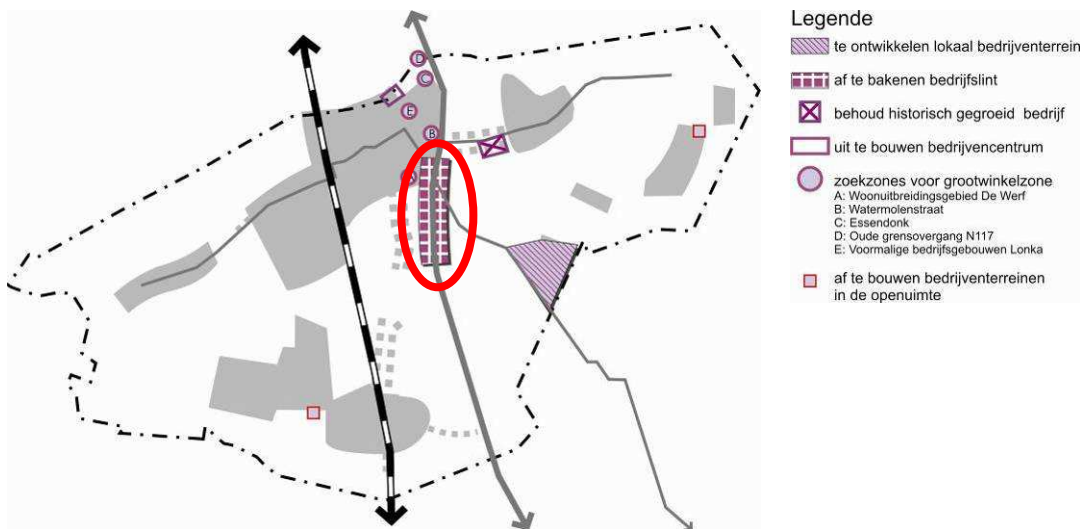 D
C
E
B
Legende
te ontwikkelen lokaal bedrijventerrein
af te bakenen bedrijfslint
behoud historisch gegroeid bedrijf
uit te bouwen bedrijvencentrum
zoekzones voor grootwinkelzone
A: Woonuitbreidingsgebied De Werf
B: Watermolenstraat
C: Essendonk
D: Oude grensovergang N117
E: Voormalige bedrijfsgebouwen Lonka
af te bouwen bedrijventerreinen
in de openuimte